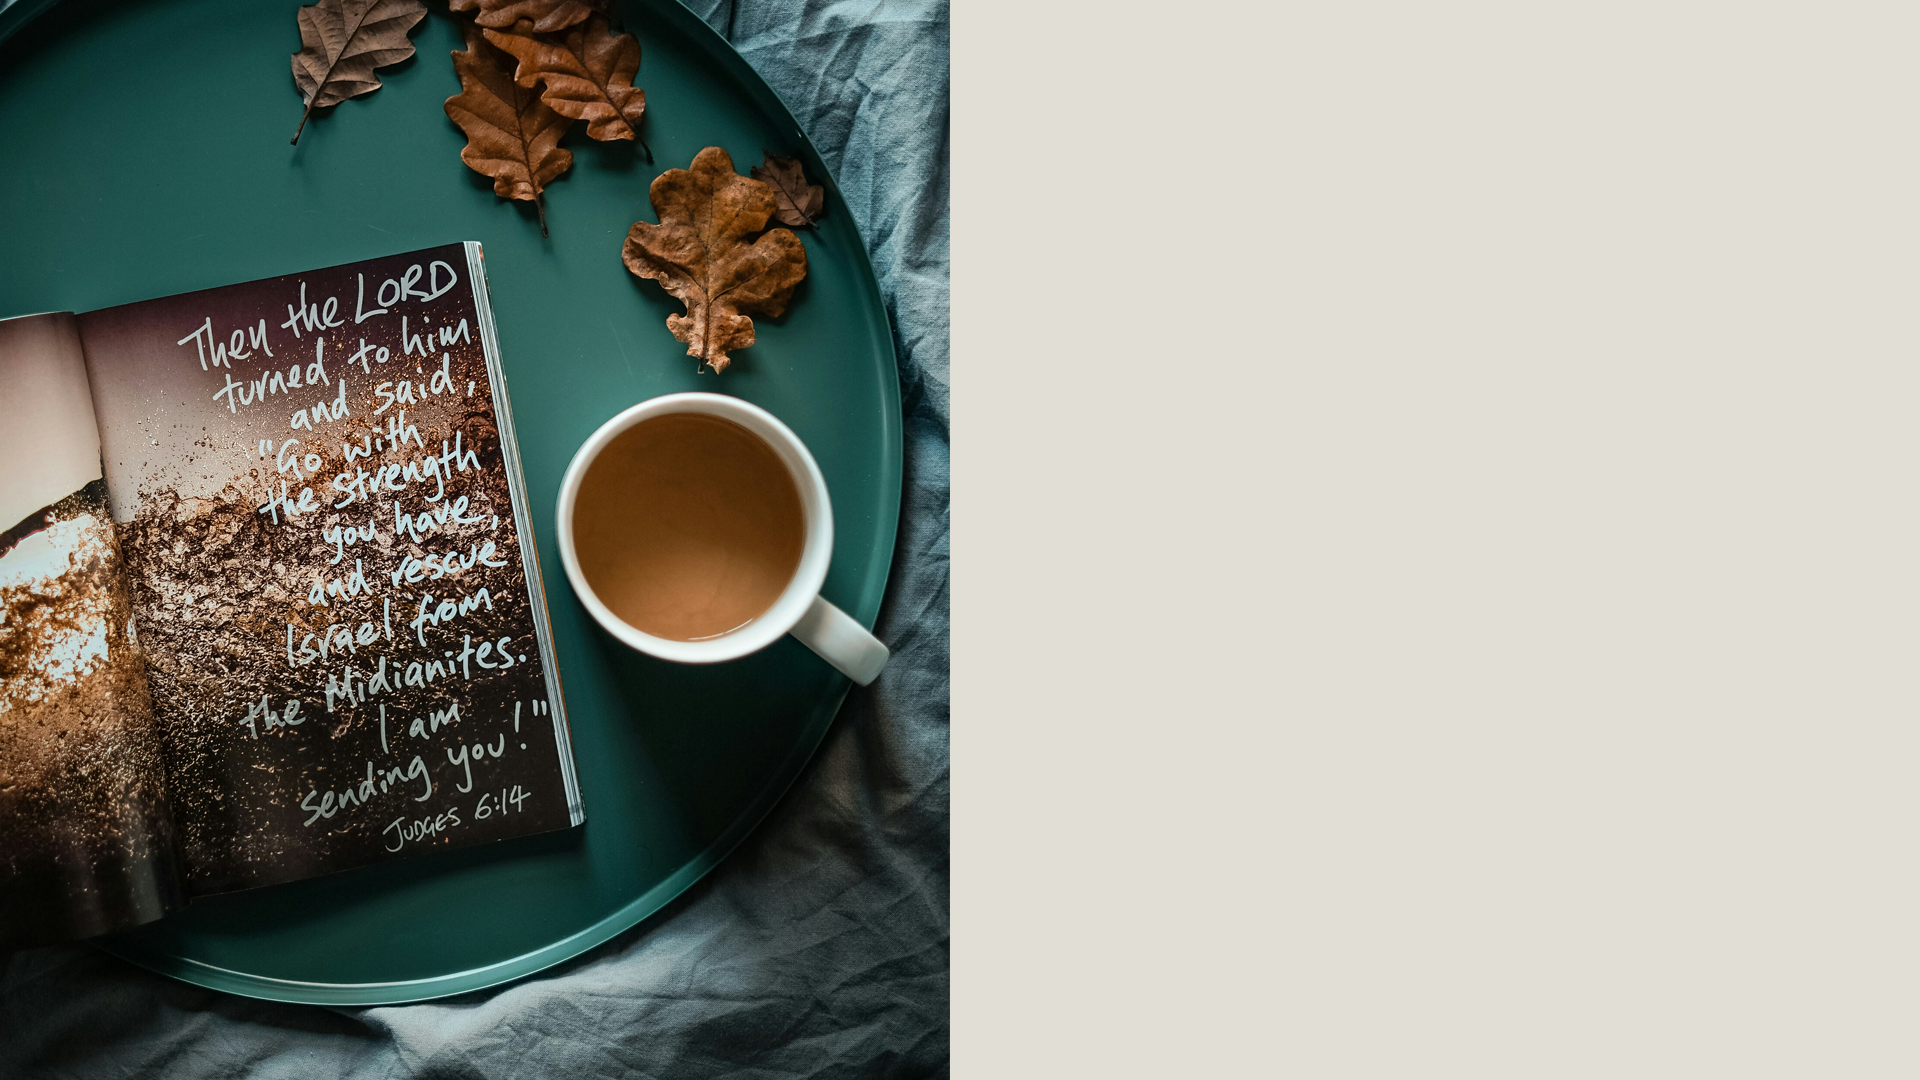 Then the LORD
turned to him
and said,
"Go with
the strength
you have,
and rescue
Israel from
the Midianites.
I am
sending you!"
JUDGES 6:14